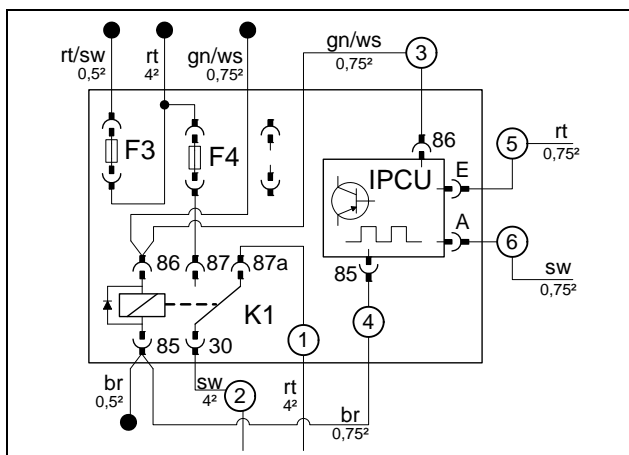 rt/sw
0,5²
rt
4²
gn/ws
0,75²
gn/ws
0,75²
3
F3
F4
86
IPCU
E
5
rt
0,75²
A
6
sw
0,75²
85
86
87
87a
K1
4
1
85
30
br
0,5²
sw
4²
2
rt
4²
br
0,75²